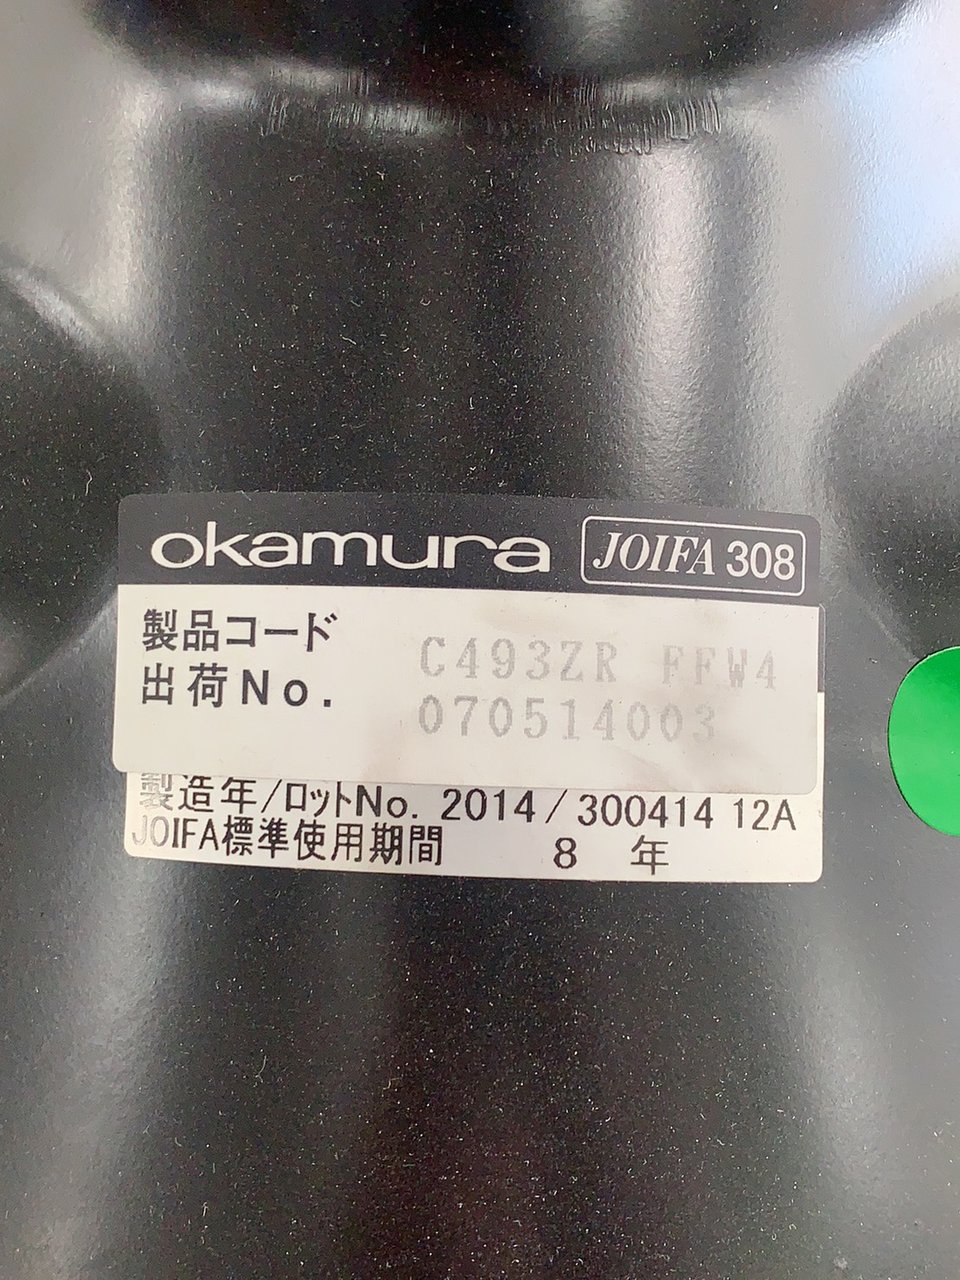 okamura JOIFA 308
製品コード C493ZR FFW4
出荷No. 070514003
製造年/ロットNo. 2014/300414 12A
JOIFA標準使用期間 8 年